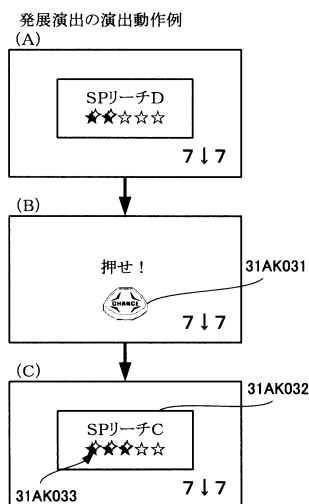 発展演出の演出動作例
(A)
SPリーチD
★★☆☆☆
7↓7
(B)
押せ！
CHANCE
31AK031
7↓7
(C)
31AK032
SPリーチC
★★★☆☆
7↓7
31AK033